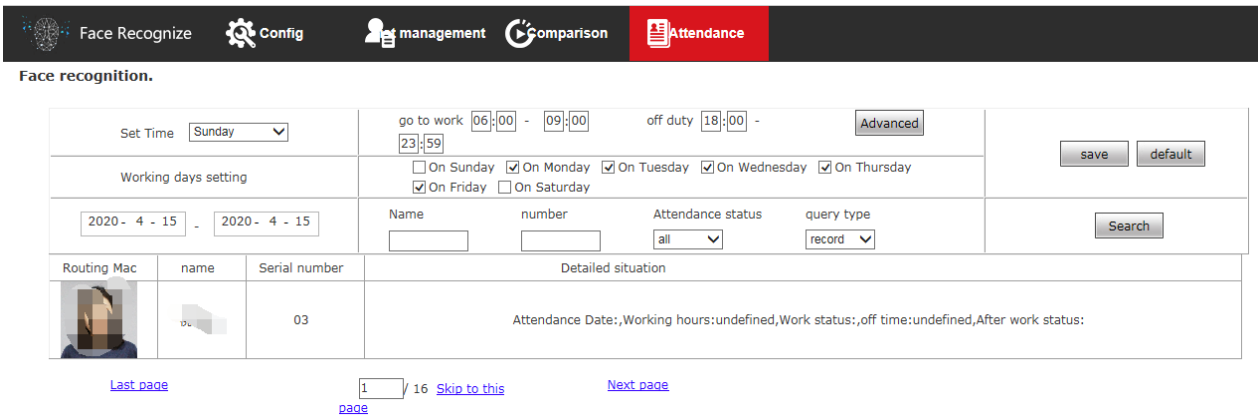 Face Recognize Config management Comparison Attendance
Face recognition.
Set Time Sunday
go to work 06:00 - 09:00 off duty 18:00 -
23:59
Advanced
save default
Working days setting
On Sunday On Monday On Tuesday On Wednesday On Thursday
On Friday On Saturday
2020- 4 - 15 - 2020- 4 - 15
Name number Attendance status query type
all record
Search
Routing Mac name Serial number Detailed situation
03 Attendance Date:,Working hours:undefined,Work status:,off time:undefined,After work status:
Last page 1 / 16 Skip to this Next page
page